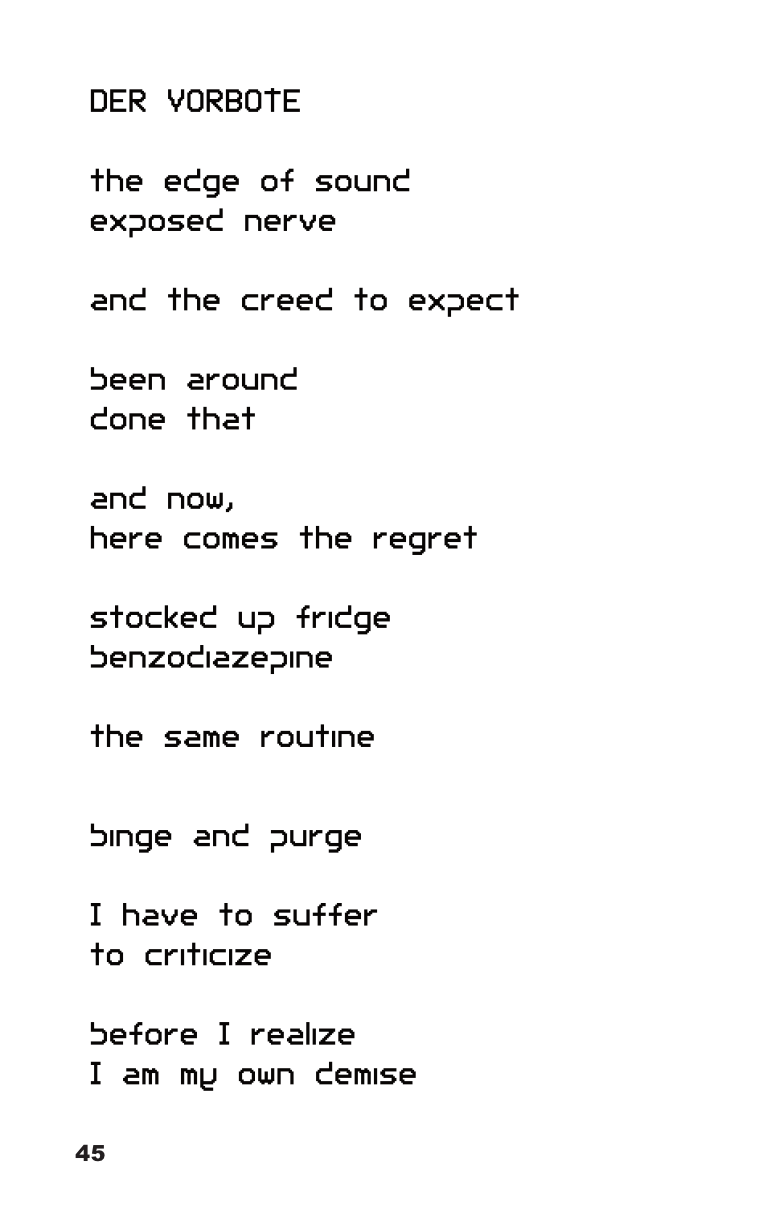 DER VORBOTE
the edge of sound
exposed nerve
and the creed to expect
been around
done that
and now,
here comes the regret
stocked up fridge
benzodiazepine
the same routine
binge and purge
I have to suffer
to criticize
before I realize
I am my own demise
45